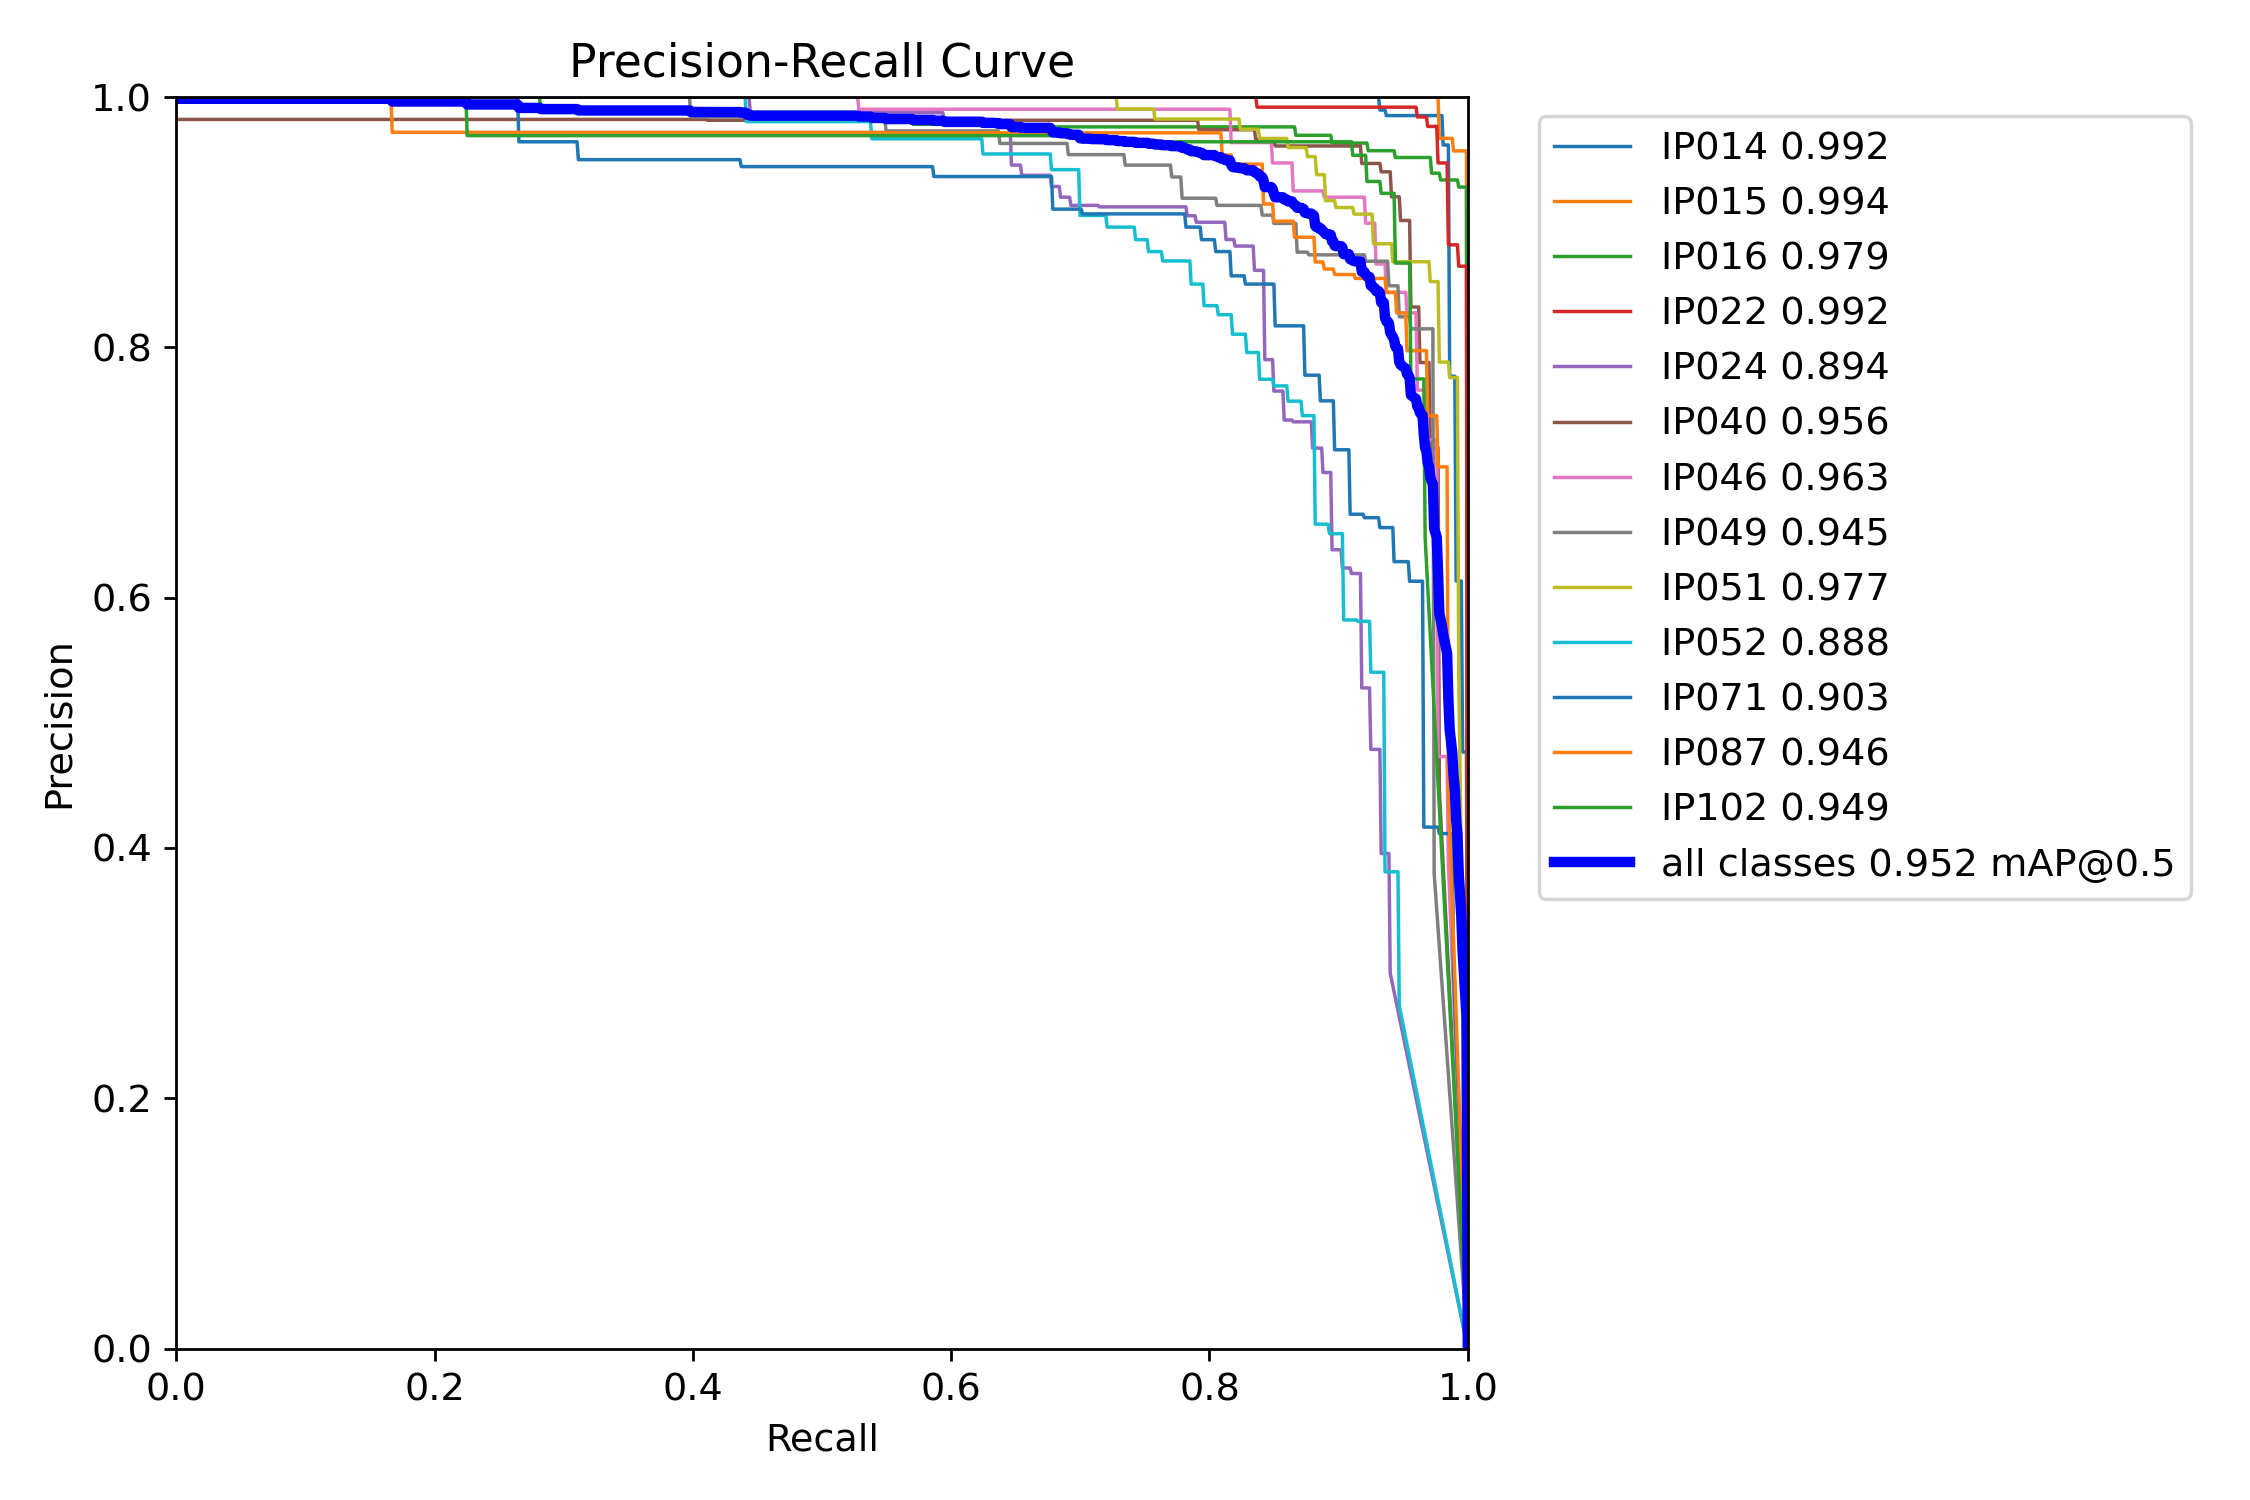 Precision-Recall Curve
1.0
0.8
0.6
0.4
0.2
0.0
Precision
0.0 0.2 0.4 0.6 0.8 1.0
Recall
IP014 0.992
IP015 0.994
IP016 0.979
IP022 0.992
IP024 0.894
IP040 0.956
IP046 0.963
IP049 0.945
IP051 0.977
IP052 0.888
IP071 0.903
IP087 0.946
IP102 0.949
all classes 0.952 mAP@0.5